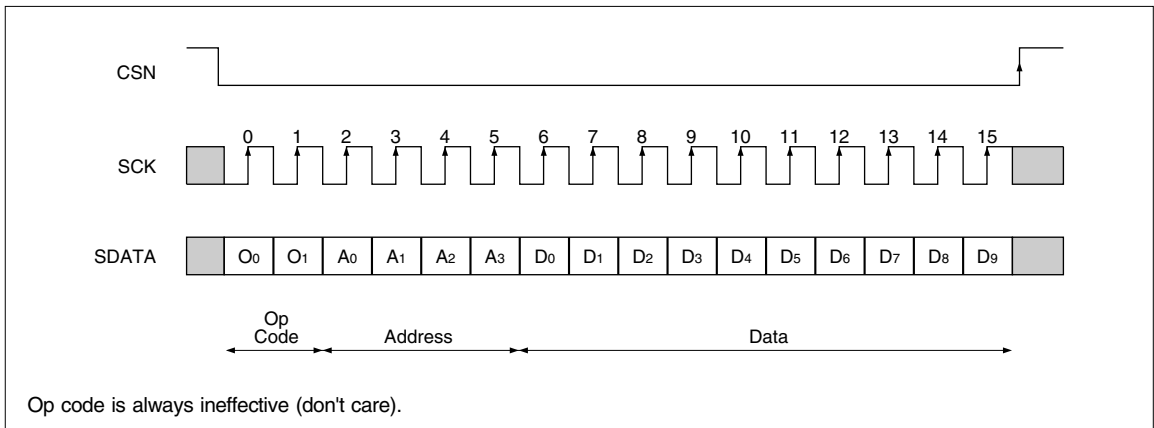 CSN
0 1 2 3 4 5 6 7 8 9 10 11 12 13 14 15
SCK
SDATA O0 O1 A0 A1 A2 A3 D0 D1 D2 D3 D4 D5 D6 D7 D8 D9
Op
Code Address Data
Op code is always ineffective (don't care).